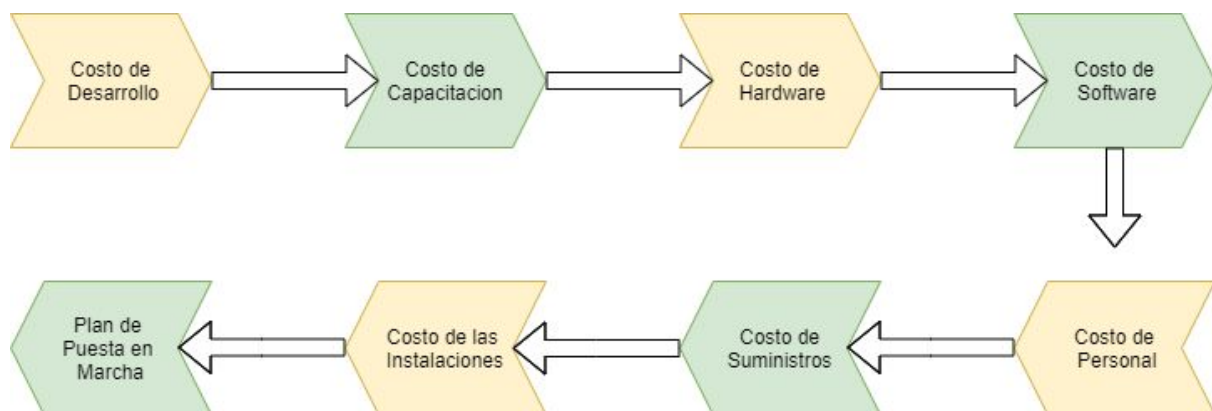 Costo de
Desarrollo
Costo de
Capacitacion
Costo de
Hardware
Costo de
Software
Costo de
Personal
Costo de
Suministros
Costo de las
Instalaciones
Plan de
Puesta en
Marcha